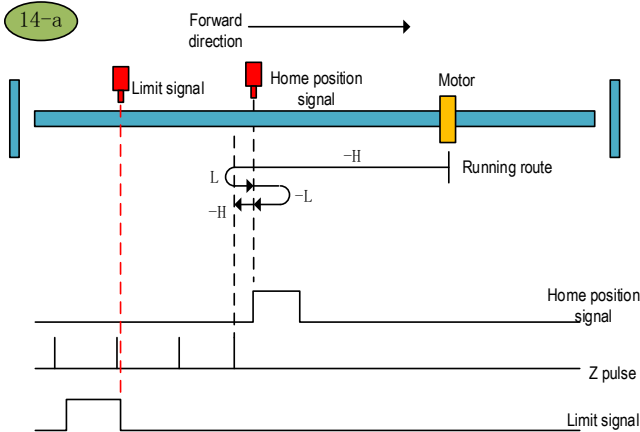 14-a
Forward
direction
Limit signal
Home position
signal
Motor
-H
Running route
L
-L
-H
Home position
signal
Z pulse
Limit signal